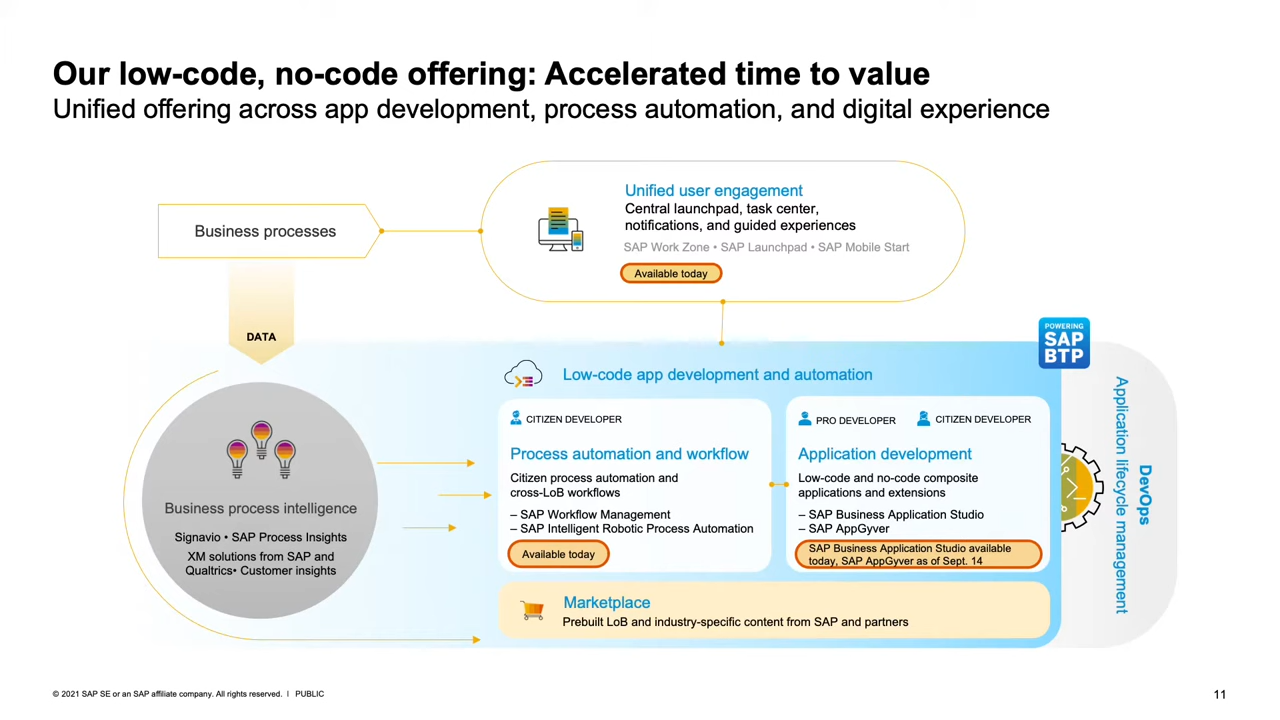 Our low-code, no-code offering: Accelerated time to value
Unified offering across app development, process automation, and digital experience
Business processes
Unified user engagement
Central launchpad, task center,
notifications, and guided experiences
SAP Work Zone • SAP Launchpad • SAP Mobile Start
Available today
DATA
POWERING
SAP
BTP
Business process intelligence
Signavio • SAP Process Insights
XM solutions from SAP and
Qualtrics• Customer insights
Low-code app development and automation
CITIZEN DEVELOPER
Process automation and workflow
Citizen process automation and
cross-LoB workflows
– SAP Workflow Management
– SAP Intelligent Robotic Process Automation
Available today
PRO DEVELOPER
CITIZEN DEVELOPER
Application development
Low-code and no-code composite
applications and extensions
– SAP Business Application Studio
– SAP AppGyver
SAP Business Application Studio available
today, SAP AppGyver as of Sept. 14
Marketplace
Prebuilt LoB and industry-specific content from SAP and partners
DevOps
Application lifecycle management
© 2021 SAP SE or an SAP affiliate company. All rights reserved. I PUBLIC
11